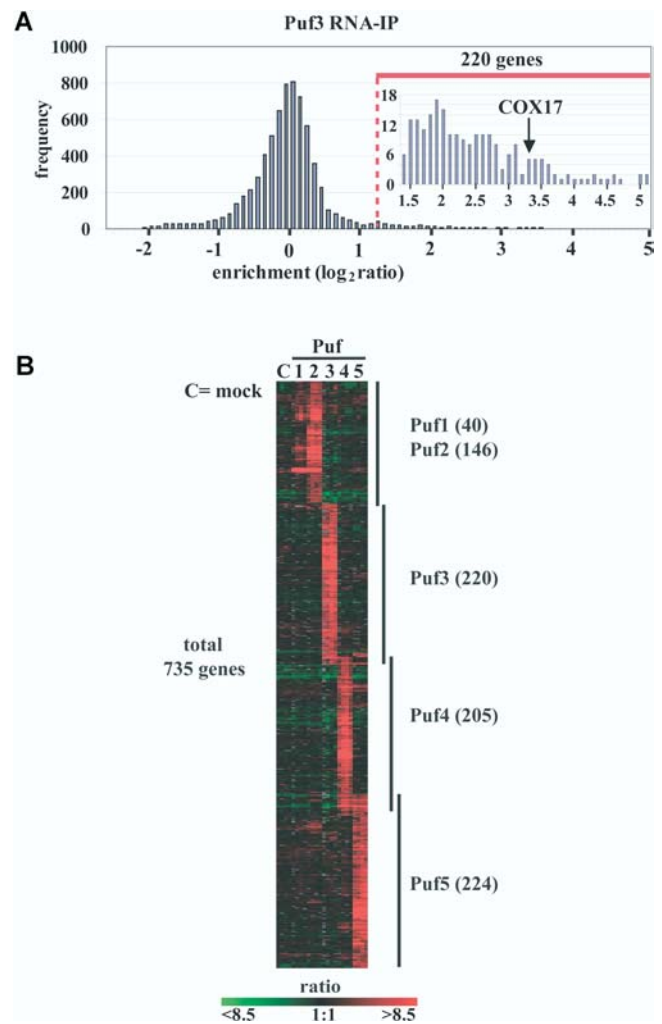 A
Puf3 RNA-IP
1000
800
600
400
200
0
frequency
220 genes
18
12
6
0
COX17
1.5 2 2.5 3 3.5 4 4.5 5
-2 -1 0 1 2 3 4 5
enrichment (log2ratio)
B
Puf
C 1 2 3 4 5
C= mock
Puf1 (40)
Puf2 (146)
Puf3 (220)
total
735 genes
Puf4 (205)
Puf5 (224)
ratio
<8.5 1:1 >8.5